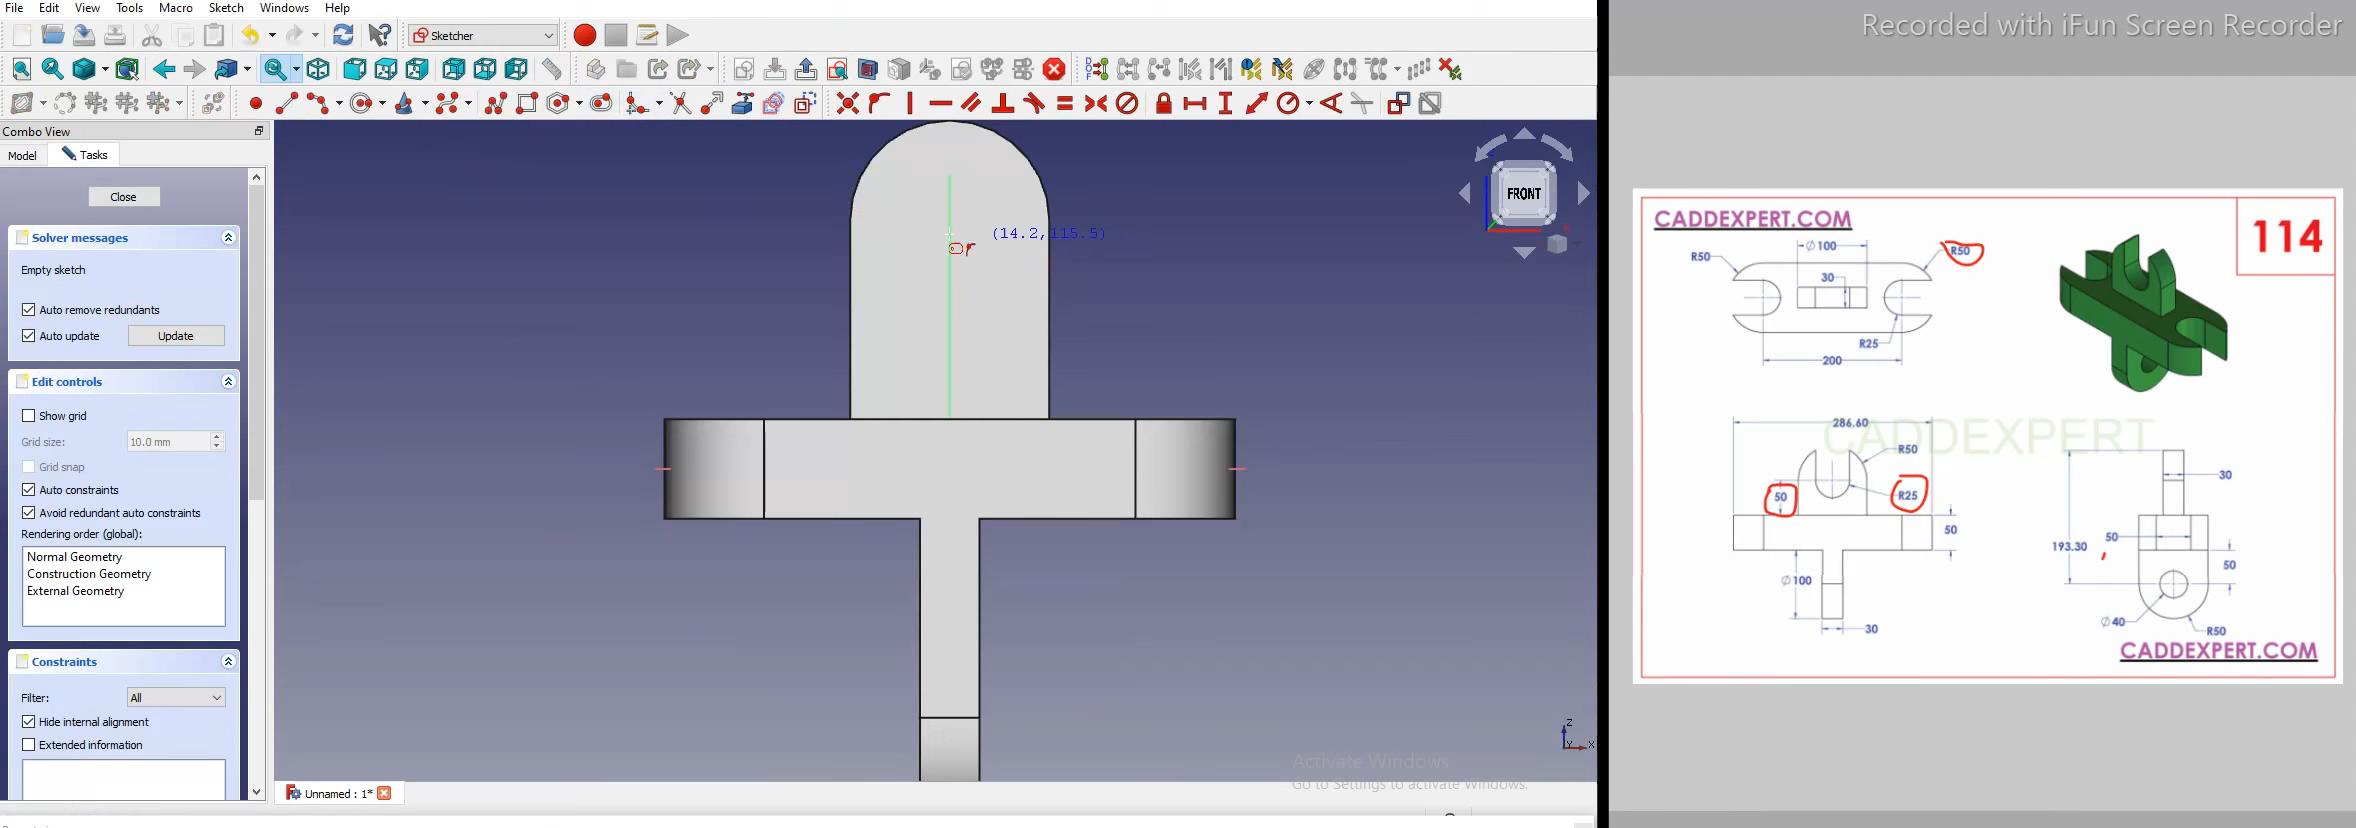 File Edit View Tools Macro Sketch Windows Help
Recorded with iFun Screen Recorder
Sketcher
Combo View
Model Tasks
Close
Solver messages
Empty sketch
Auto remove redundants
Auto update Update
Edit controls
Show grid
Grid size: 10.0 mm
Grid snap
Auto constraints
Avoid redundant auto constraints
Rendering order (global):
Normal Geometry
Construction Geometry
External Geometry
Constraints
Filter: All
Hide internal alignment
Extended information
(14.2,115.5)
FRONT
Z
Y X
Activate Windows
Go to Settings to activate Windows.
Unnamed : 1*
CADDEXPERT.COM
114
R50
∅100
R50
30
R25
200
286.60
CADDEXPERT
R50
50
R25
50
∅100
30
30
193.30
50
50
∅40
R50
CADDEXPERT.COM